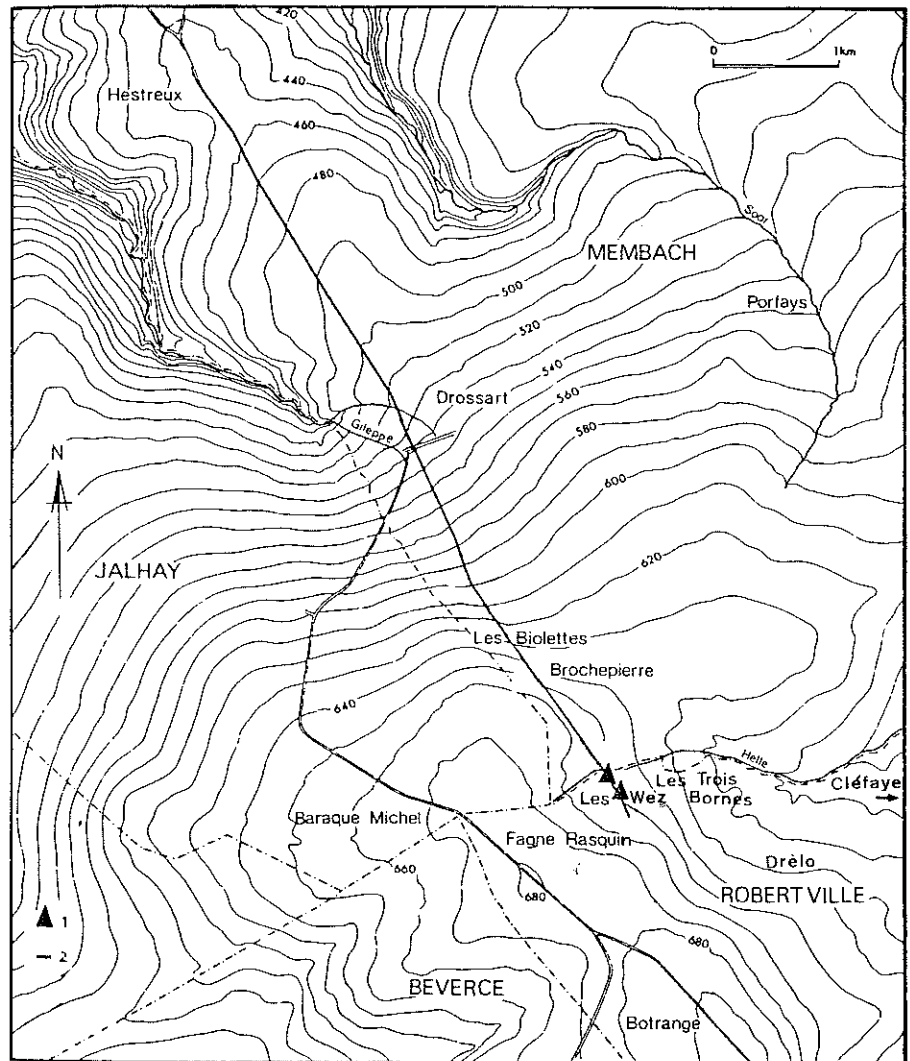 420
0 1km
Hestreux
440
460
480
Soor
MEMBACH
500
Porfays
520
540
Drossart
560
Gileppe
580
N
600
JALHAY
620
Les Biolettes
Brochepierre
640
Helle
Les Trois
Bornes
Cléfaye
Les Wez
Baraque Michel
Fagne Rasquin
Drèlo
660
680
ROBERTVILLE
1
680
2
BEVERCE
Botrange